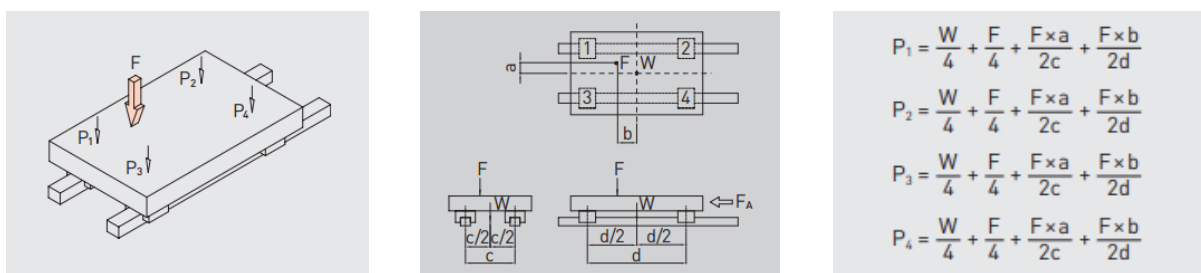 F
P₂
P₄
P₁
P₃
1
2
a
F
W
3
4
b
F
F
W
W
F_A
c/2
c/2
d/2
d/2
c
d
P₁ = W/4 + F/4 + F×a/2c + F×b/2d
P₂ = W/4 + F/4 + F×a/2c + F×b/2d
P₃ = W/4 + F/4 + F×a/2c + F×b/2d
P₄ = W/4 + F/4 + F×a/2c + F×b/2d